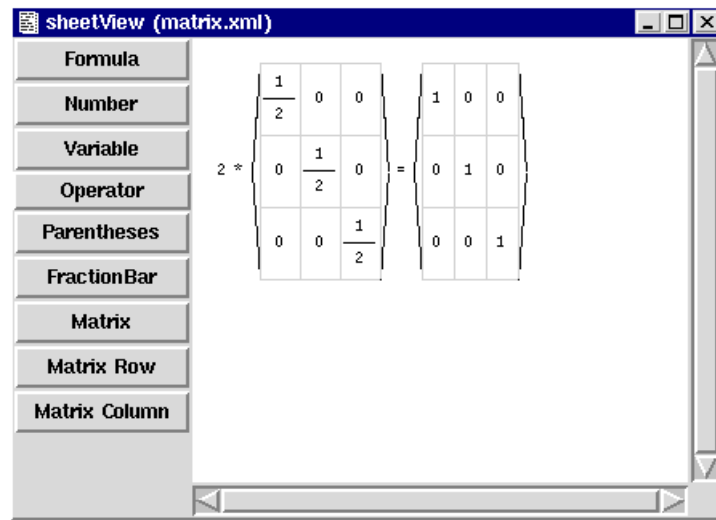 sheetView (matrix.xml)
Formula
Number
Variable
Operator
Parentheses
FractionBar
Matrix
Matrix Row
Matrix Column
1 0 0 1 0 0
2
2 * ( 0 1 0 ) = ( 0 1 0 )
2
0 0 1 0 0 1
2